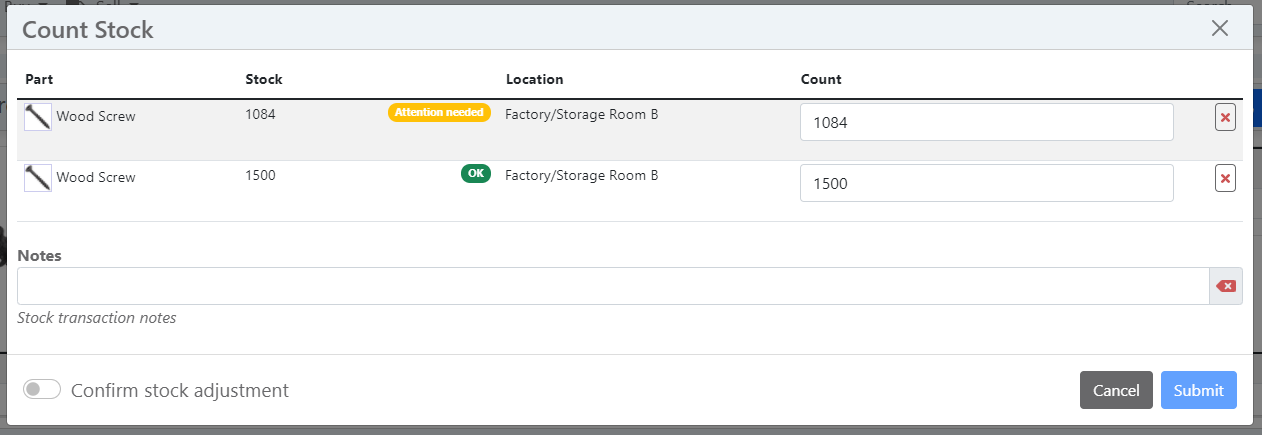 Count Stock
Part Stock Location Count
Wood Screw 1084 Attention needed Factory/Storage Room B 1084
Wood Screw 1500 OK Factory/Storage Room B 1500
Notes
Stock transaction notes
Confirm stock adjustment Cancel Submit